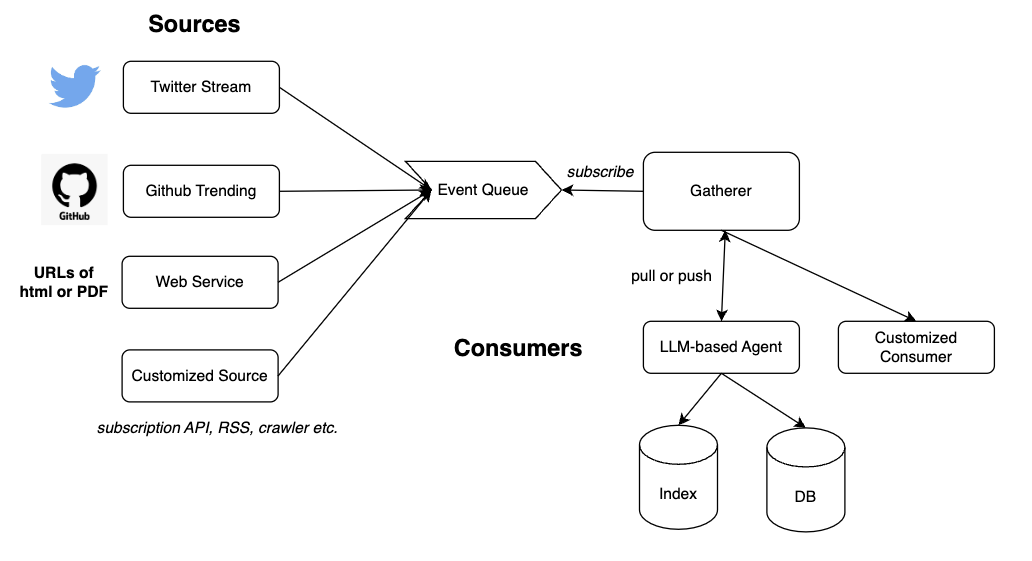 Sources
Twitter Stream
Github Trending
GitHub
URLs of
html or PDF
Web Service
Customized Source
subscription API, RSS, crawler etc.
Event Queue
subscribe
Gatherer
pull or push
Consumers
LLM-based Agent
Customized
Consumer
Index
DB